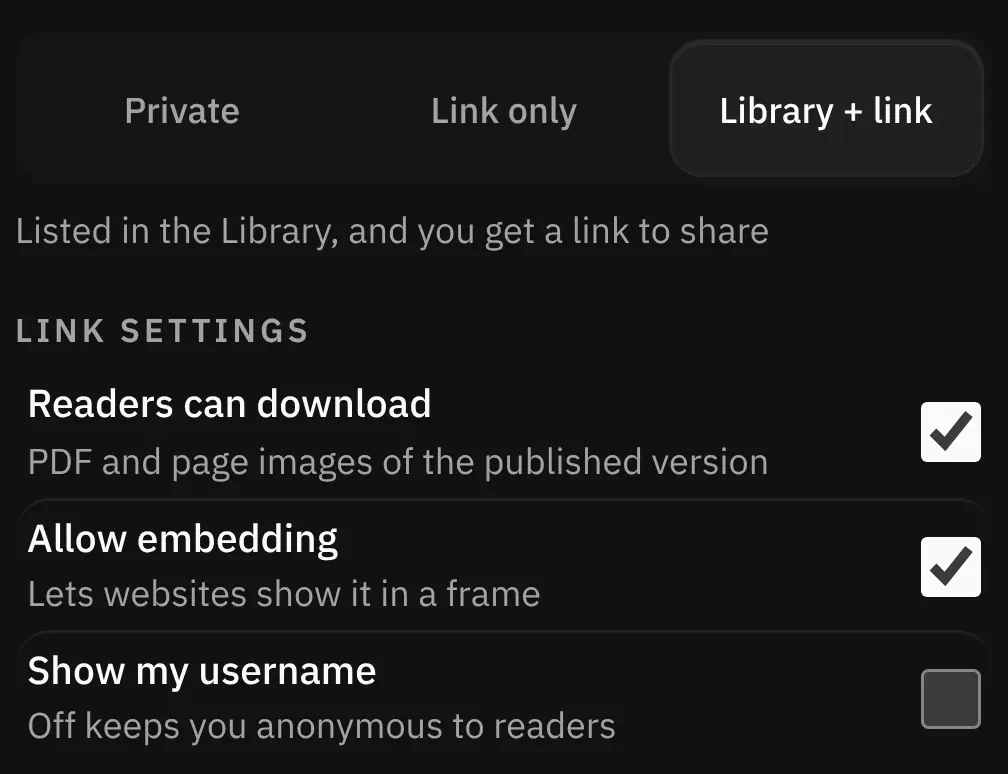 Private
Link only
Library + link
Listed in the Library, and you get a link to share
LINK SETTINGS
Readers can download
PDF and page images of the published version
Allow embedding
Lets websites show it in a frame
Show my username
Off keeps you anonymous to readers